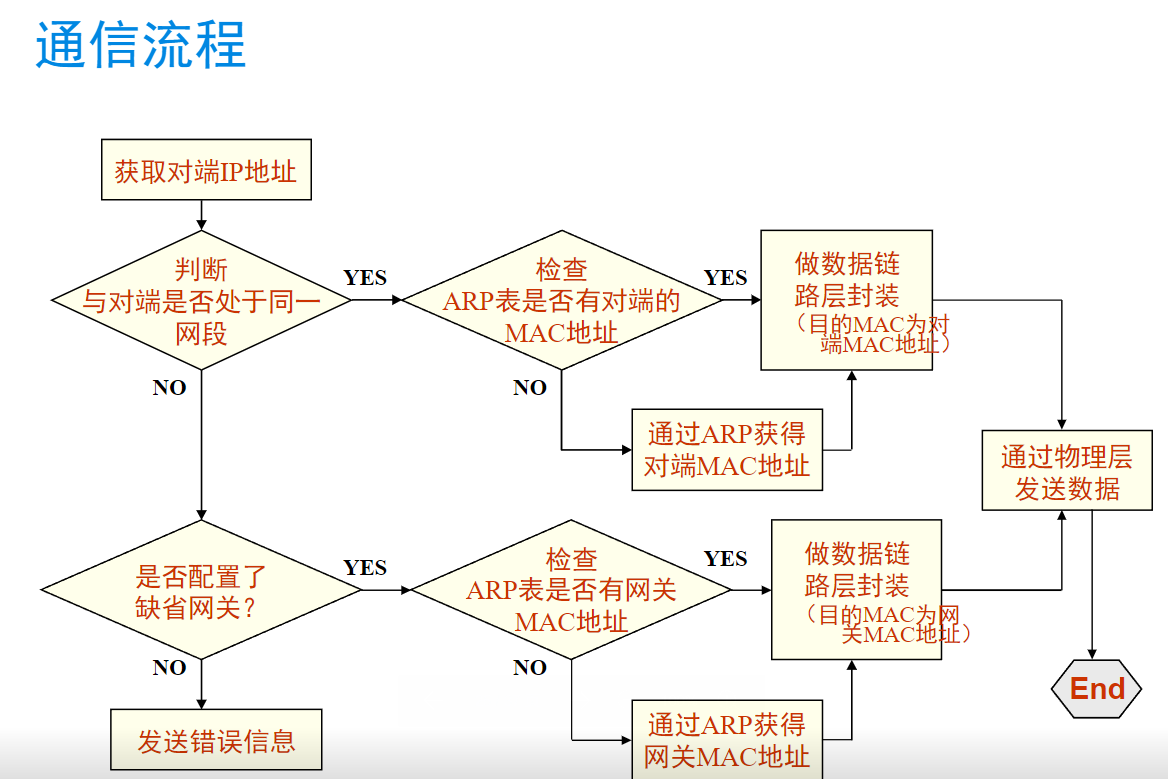 通信流程
获取对端IP地址
判断
与对端是否处于同一
网段
YES
NO
检查
ARP表是否有对端的
MAC地址
YES
NO
做数据链
路层封装
（目的MAC为对
端MAC地址）
通过ARP获得
对端MAC地址
通过物理层
发送数据
是否配置了
缺省网关？
YES
NO
检查
ARP表是否有网关
MAC地址
YES
NO
做数据链
路层封装
（目的MAC为网
关MAC地址）
End
发送错误信息
通过ARP获得
网关MAC地址